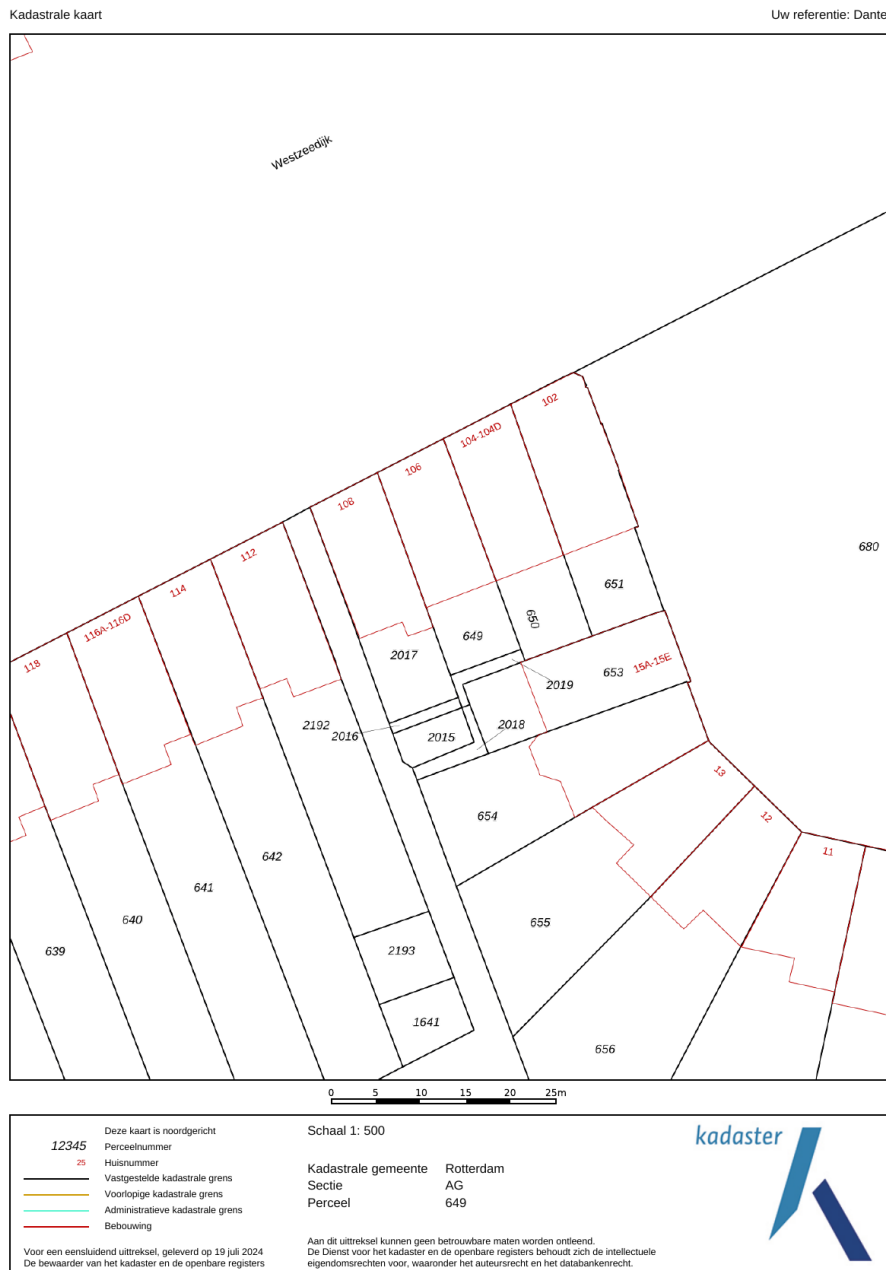 Kadastrale kaart
Uw referentie: Dante
Westzeedijk
102
104-104D
106
108
112
114
116A-116D
118
680
651
650
649
2017
653
15A-15E
2019
2018
2192
2016
2015
654
13
12
11
642
641
640
639
655
2193
1641
656
0 5 10 15 20 25m
Deze kaart is noordgericht
12345 Perceelnummer
25 Huisnummer
Vastgestelde kadastrale grens
Voorlopige kadastrale grens
Administratieve kadastrale grens
Bebouwing
Voor een eensluidend uittreksel, geleverd op 19 juli 2024
De bewaarder van het kadaster en de openbare registers
Schaal 1: 500
Kadastrale gemeente Rotterdam
Sectie AG
Perceel 649
Aan dit uittreksel kunnen geen betrouwbare maten worden ontleend.
De Dienst voor het kadaster en de openbare registers behoudt zich de intellectuele
eigendomsrechten voor, waaronder het auteursrecht en het databankenrecht.
kadaster